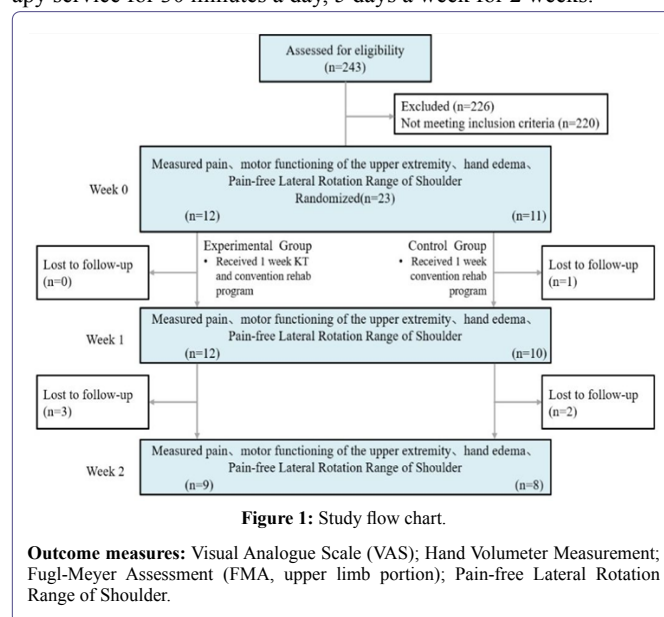 apy service for 30 minutes a day, 5 days a week for 2 weeks.
Assessed for eligibility
(n=243)
Excluded (n=226)
Not meeting inclusion criteria (n=220)
Week 0
Measured pain、motor functioning of the upper extremity、hand edema、
Pain-free Lateral Rotation Range of Shoulder
Randomized(n=23)
(n=12)
(n=11)
Lost to follow-up
(n=0)
Experimental Group
• Received 1 week KT
and convention rehab
program
Control Group
• Received 1 week
convention rehab
program
Lost to follow-up
(n=1)
Week 1
Measured pain、motor functioning of the upper extremity、hand edema、
Pain-free Lateral Rotation Range of Shoulder
(n=12)
(n=10)
Lost to follow-up
(n=3)
Lost to follow-up
(n=2)
Week 2
Measured pain、motor functioning of the upper extremity、hand edema、
Pain-free Lateral Rotation Range of Shoulder
(n=9)
(n=8)
Figure 1: Study flow chart.
Outcome measures: Visual Analogue Scale (VAS); Hand Volumeter Measurement;
Fugl-Meyer Assessment (FMA, upper limb portion); Pain-free Lateral Rotation
Range of Shoulder.